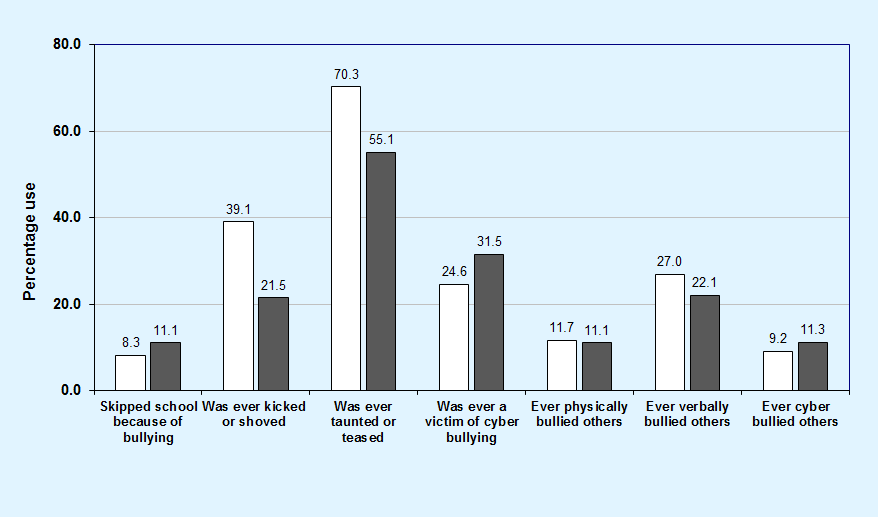 80.0
70.3
60.0
55.1
Percentage use
40.0
39.1
31.5
24.6
27.0
21.5
22.1
20.0
8.3
11.1
11.7
11.1
9.2
11.3
0.0
Skipped school
because of
bullying
Was ever kicked
or shoved
Was ever
taunted or
teased
Was ever a
victim of cyber
bullying
Ever physically
bullied others
Ever verbally
bullied others
Ever cyber
bullied others